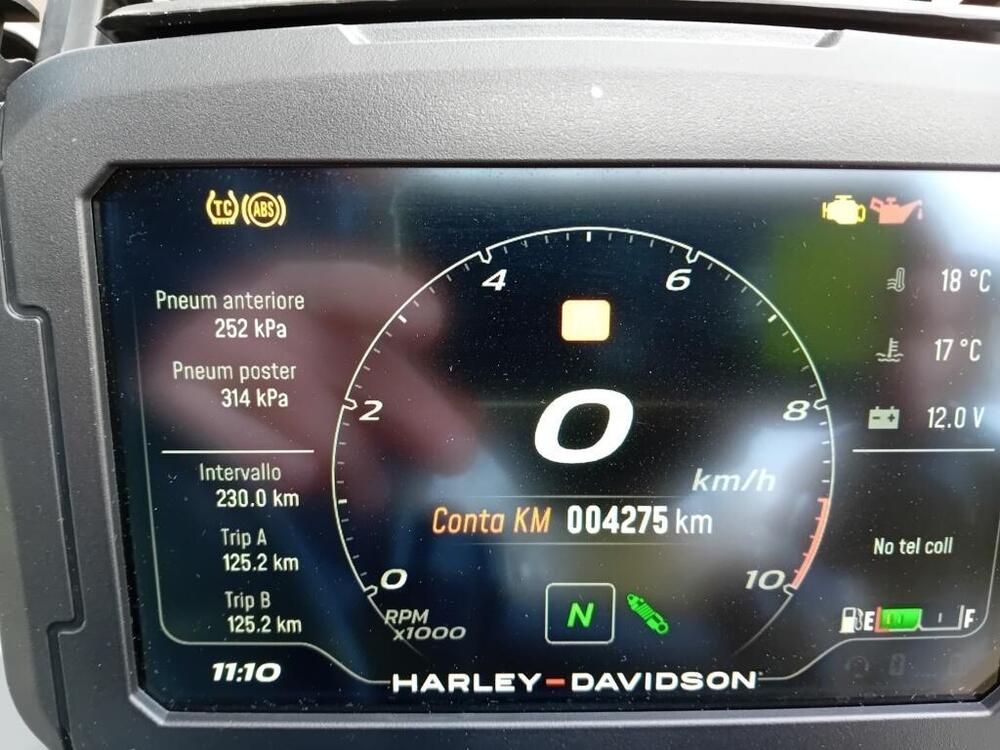 TC ABS
Pneum anteriore
252 kPa
Pneum poster
314 kPa
Intervallo
230.0 km
Trip A
125.2 km
Trip B
125.2 km
11:10
4
6
2
8
0
10
0
km/h
Conta KM 004275 km
RPM
x1000
N
HARLEY-DAVIDSON
18 °C
17 °C
12.0 V
No tel coll
E F